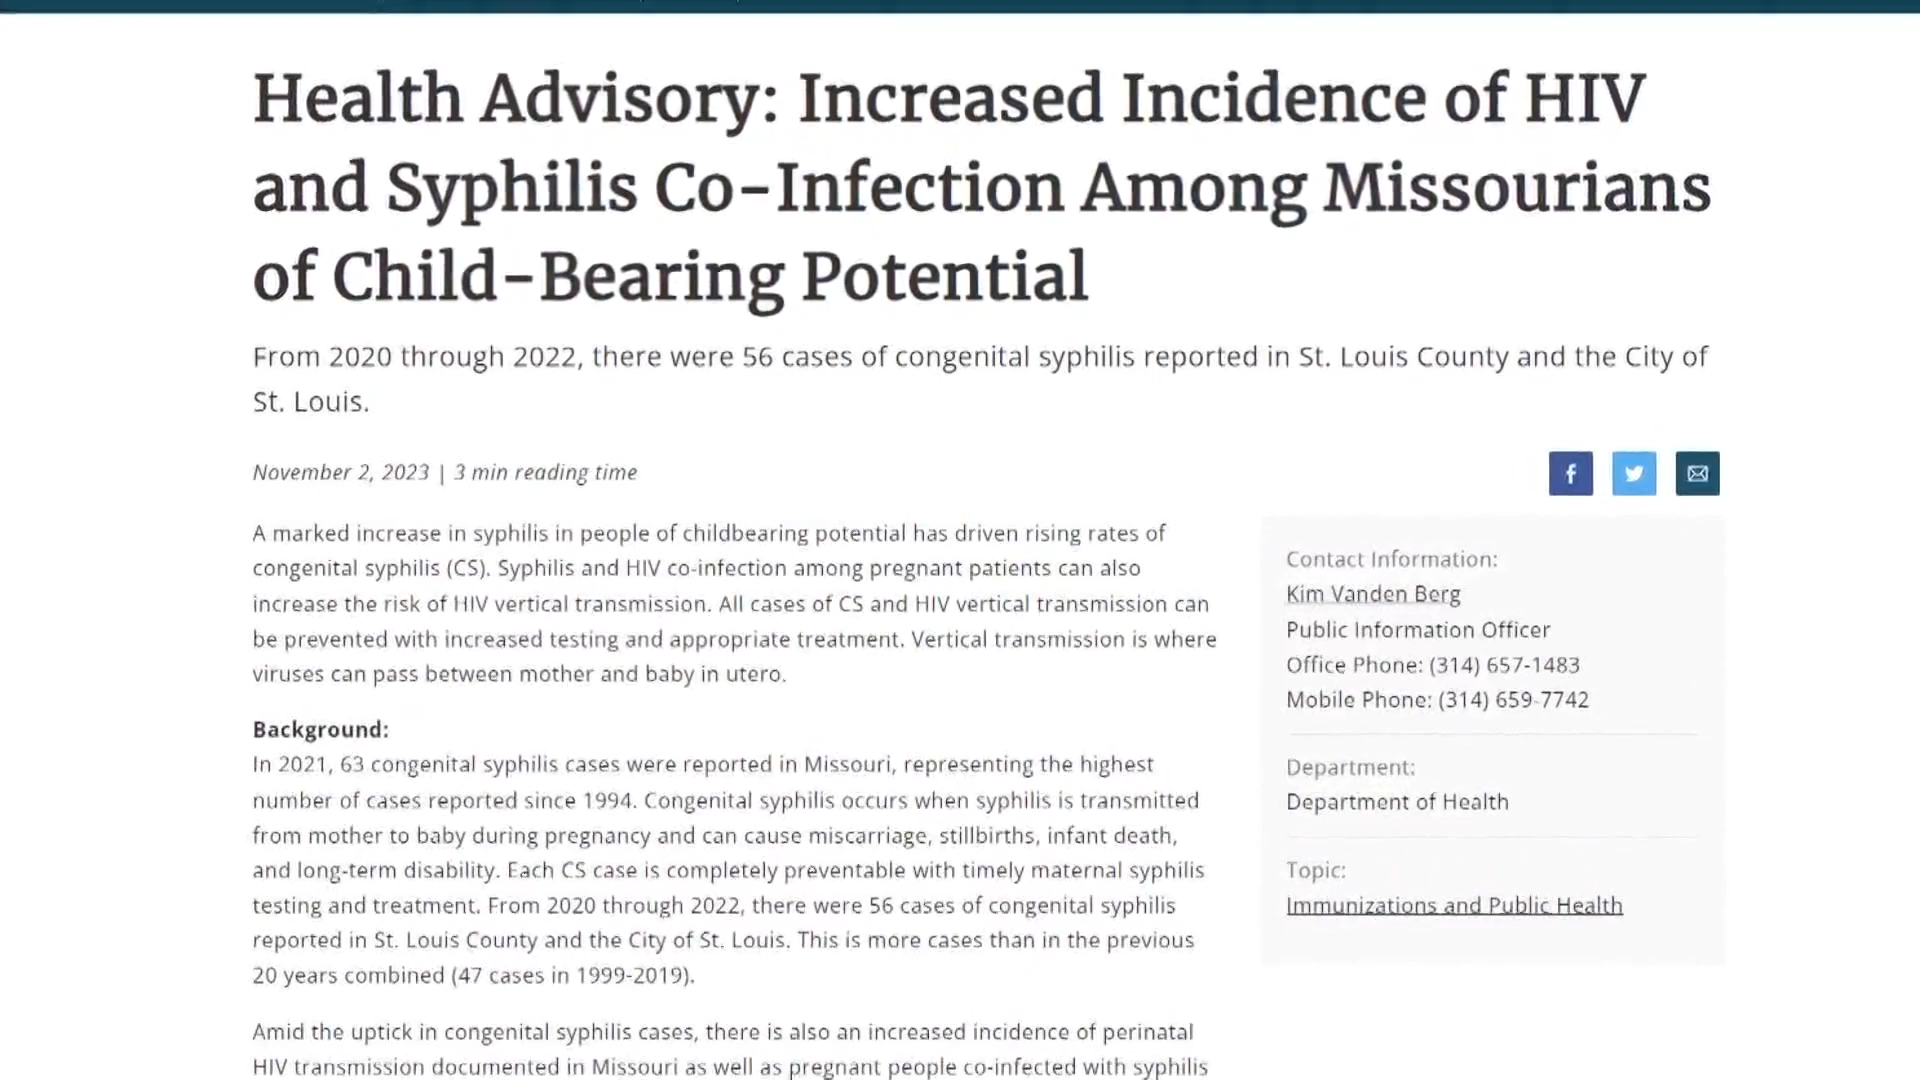 Health Advisory: Increased Incidence of HIV
and Syphilis Co-Infection Among Missourians
of Child-Bearing Potential
From 2020 through 2022, there were 56 cases of congenital syphilis reported in St. Louis County and the City of
St. Louis.
November 2, 2023 | 3 min reading time
A marked increase in syphilis in people of childbearing potential has driven rising rates of
congenital syphilis (CS). Syphilis and HIV co-infection among pregnant patients can also
increase the risk of HIV vertical transmission. All cases of CS and HIV vertical transmission can
be prevented with increased testing and appropriate treatment. Vertical transmission is where
viruses can pass between mother and baby in utero.
Background:
In 2021, 63 congenital syphilis cases were reported in Missouri, representing the highest
number of cases reported since 1994. Congenital syphilis occurs when syphilis is transmitted
from mother to baby during pregnancy and can cause miscarriage, stillbirths, infant death,
and long-term disability. Each CS case is completely preventable with timely maternal syphilis
testing and treatment. From 2020 through 2022, there were 56 cases of congenital syphilis
reported in St. Louis County and the City of St. Louis. This is more cases than in the previous
20 years combined (47 cases in 1999-2019).
Amid the uptick in congenital syphilis cases, there is also an increased incidence of perinatal
HIV transmission documented in Missouri as well as pregnant people co-infected with syphilis
Contact Information:
Kim Vanden Berg
Public Information Officer
Office Phone: (314) 657-1483
Mobile Phone: (314) 659-7742
Department:
Department of Health
Topic:
Immunizations and Public Health